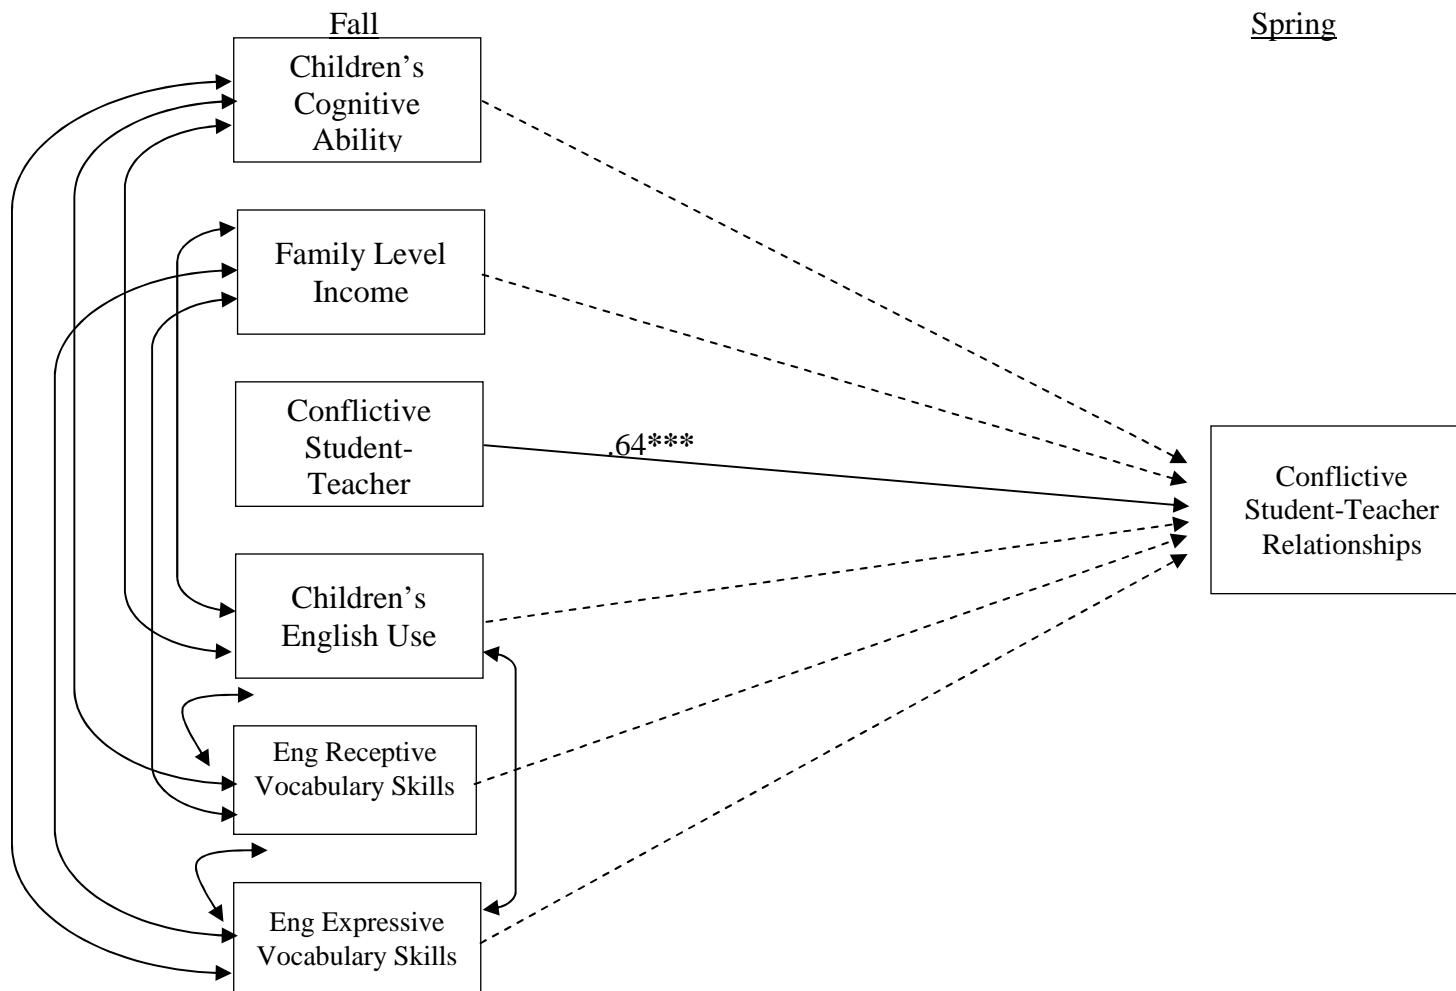 Fall
Spring
Children’s
Cognitive
Ability
Family Level
Income
Conflictive
Student-
Teacher
.64***
Conflictive
Student-Teacher
Relationships
Children’s
English Use
Eng Receptive
Vocabulary Skills
Eng Expressive
Vocabulary Skills